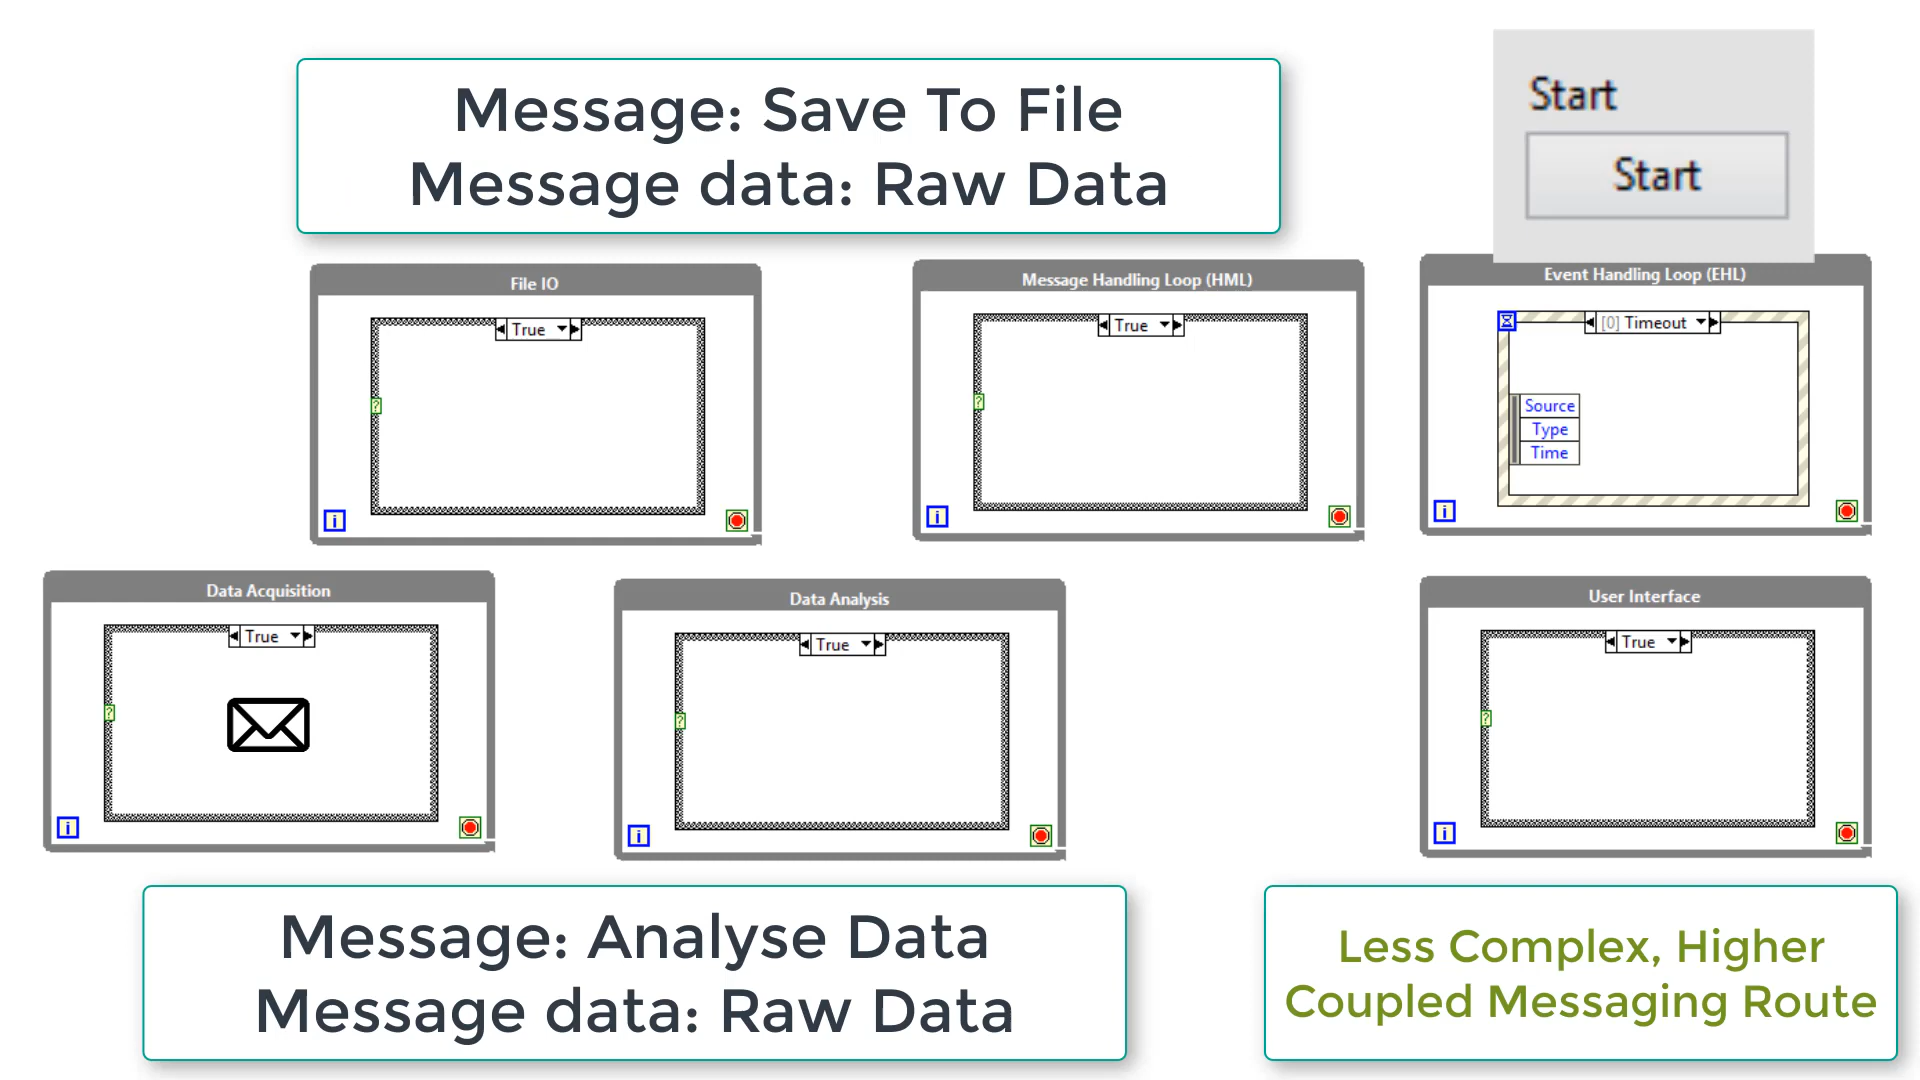 Message: Save To File
Message data: Raw Data
Start
Start
File IO
True
?
i
Message Handling Loop (HML)
True
?
i
Event Handling Loop (EHL)
[0] Timeout
Source
Type
Time
i
Data Acquisition
True
?
i
Data Analysis
True
?
i
User Interface
True
?
i
Message: Analyse Data
Message data: Raw Data
Less Complex, Higher
Coupled Messaging Route